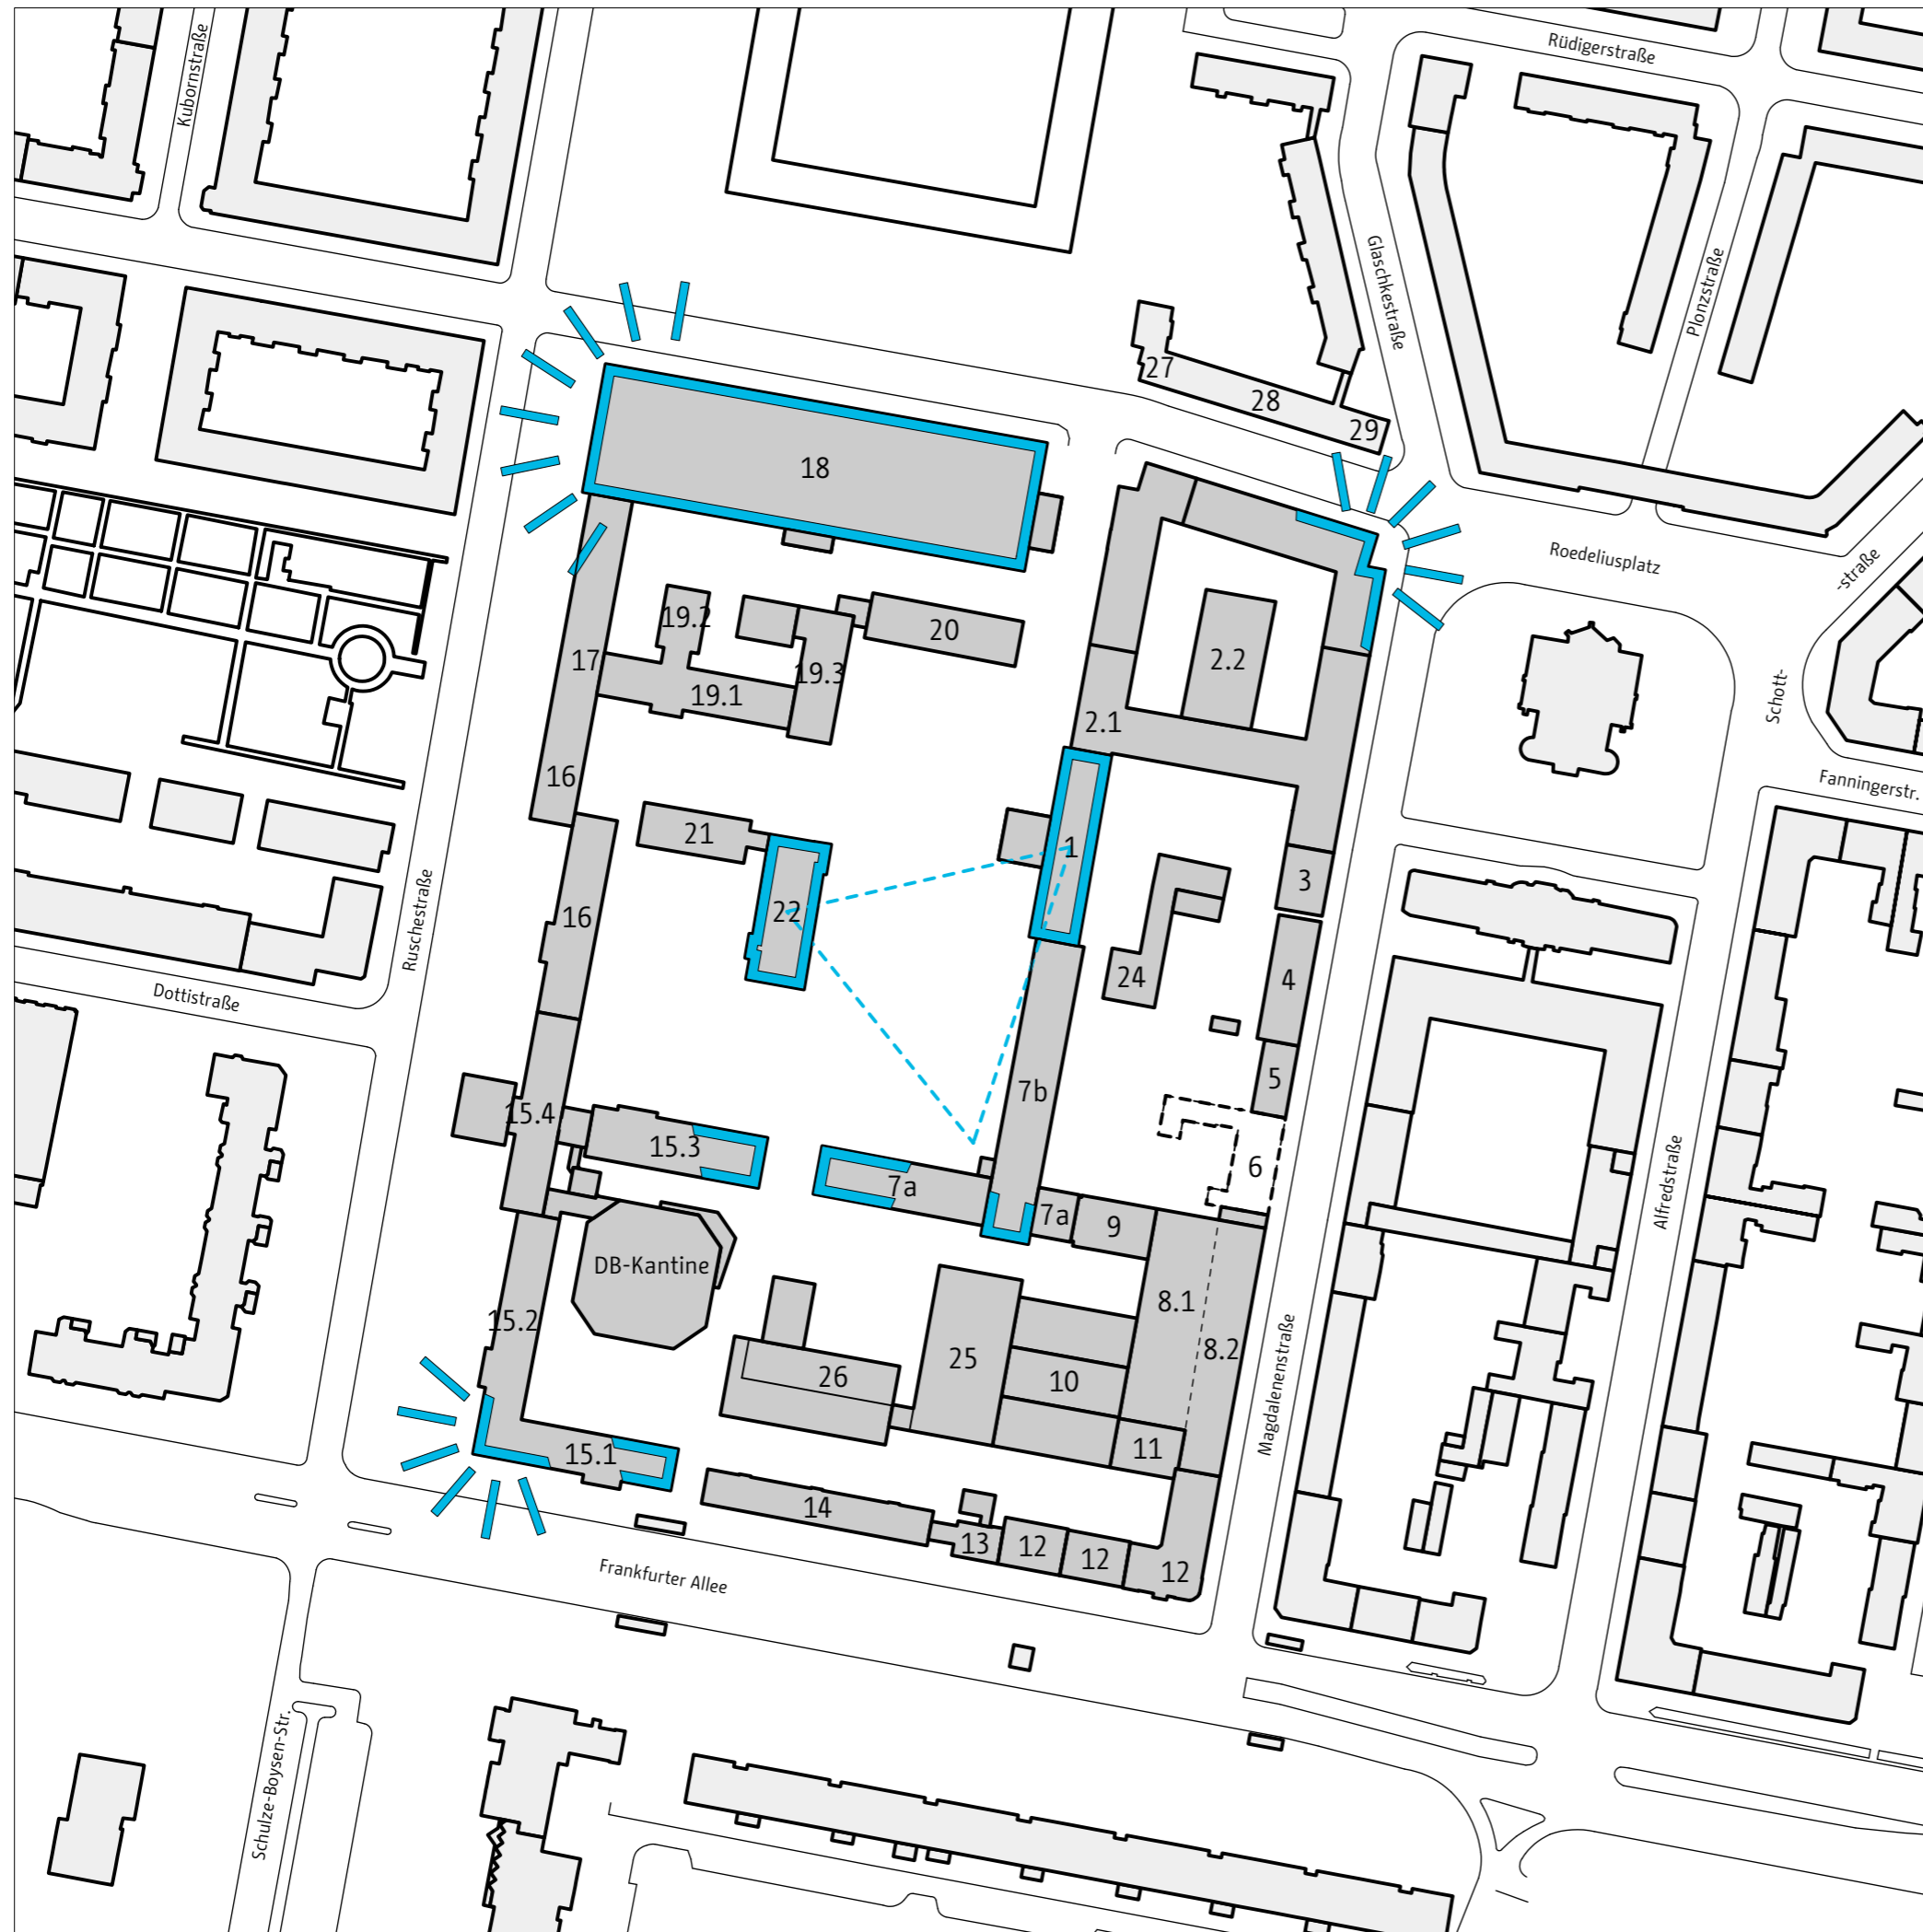 Kubornstraße
Rüdigerstraße
Glaschkestraße
Plonzstraße
27
28
29
18
Roedeliusplatz
-straße
19.2
20
2.2
17
19.3
19.1
Schott-
2.1
16
Fanningerstr.
21
1
3
22
16
Ruschestraße
24
4
Dottistraße
5
7b
15.4
15.3
6
7a
Alfredstraße
7a
9
DB-Kantine
8.1
15.2
8.2
25
26
10
Magdalenenstraße
11
15.1
14
13
12
12
12
Frankfurter Allee
Schulze-Boysen-Str.